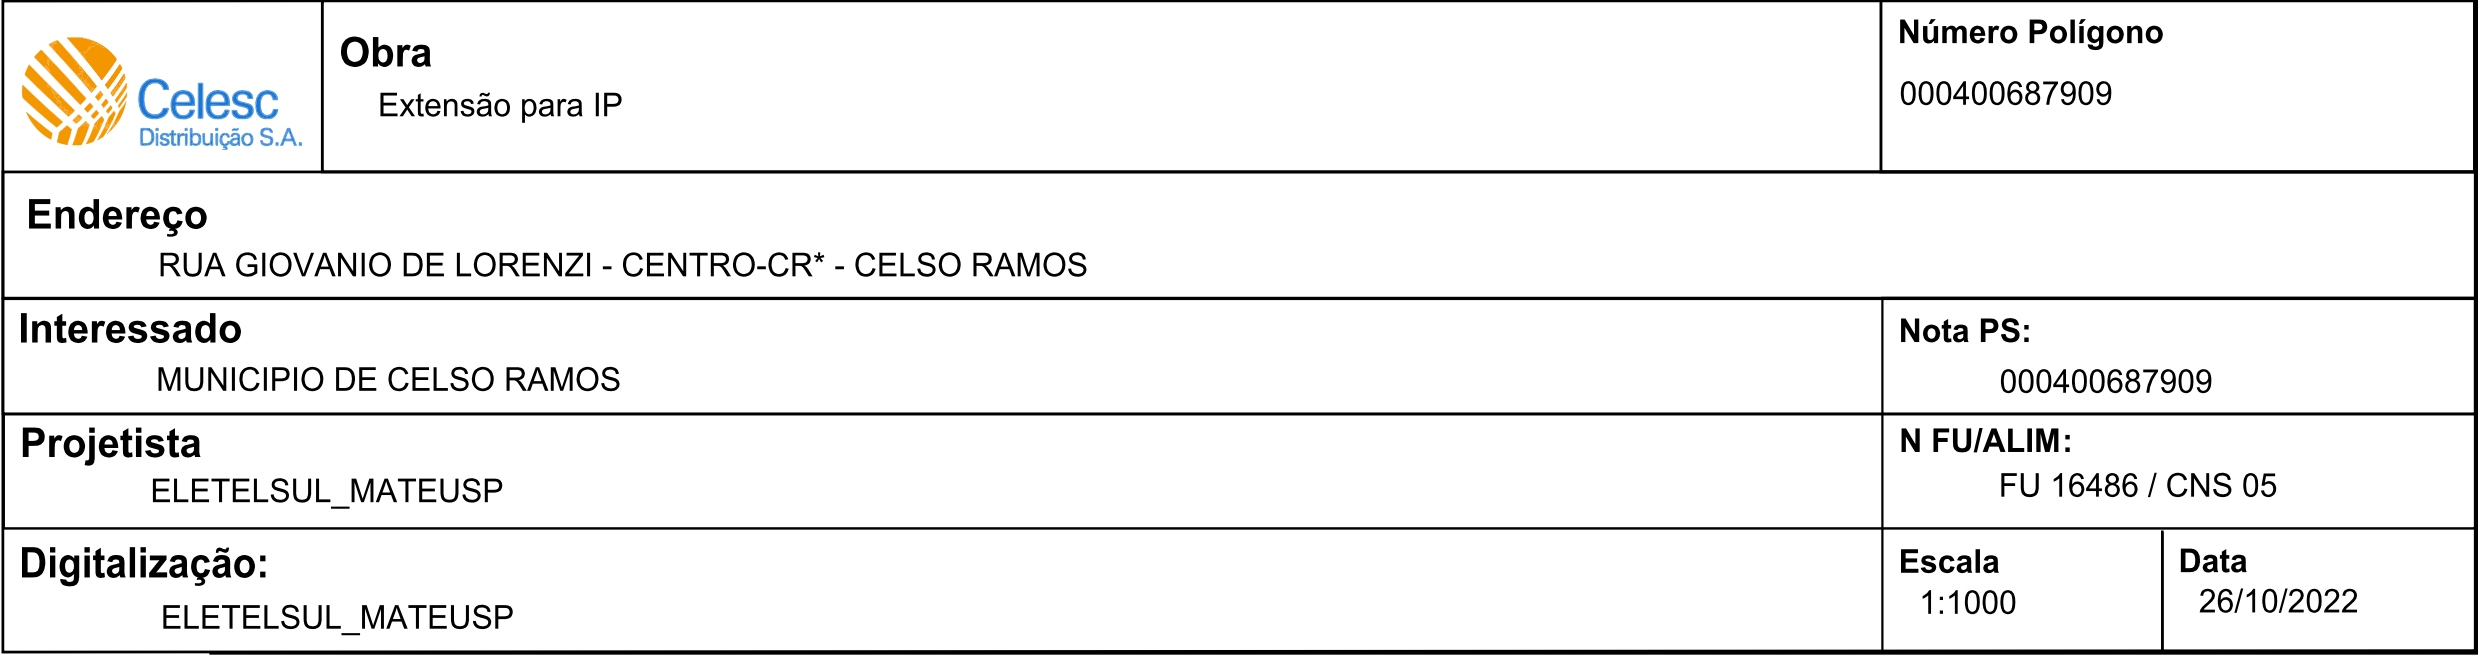 Celesc
Distribuição S.A.
Obra
Extensão para IP
Número Polígono
000400687909
Endereço
RUA GIOVANIO DE LORENZI - CENTRO-CR* - CELSO RAMOS
Interessado
MUNICIPIO DE CELSO RAMOS
Nota PS:
000400687909
Projetista
ELETELSUL_MATEUSP
N FU/ALIM:
FU 16486 / CNS 05
Digitalização:
ELETELSUL_MATEUSP
Escala
1:1000
Data
26/10/2022